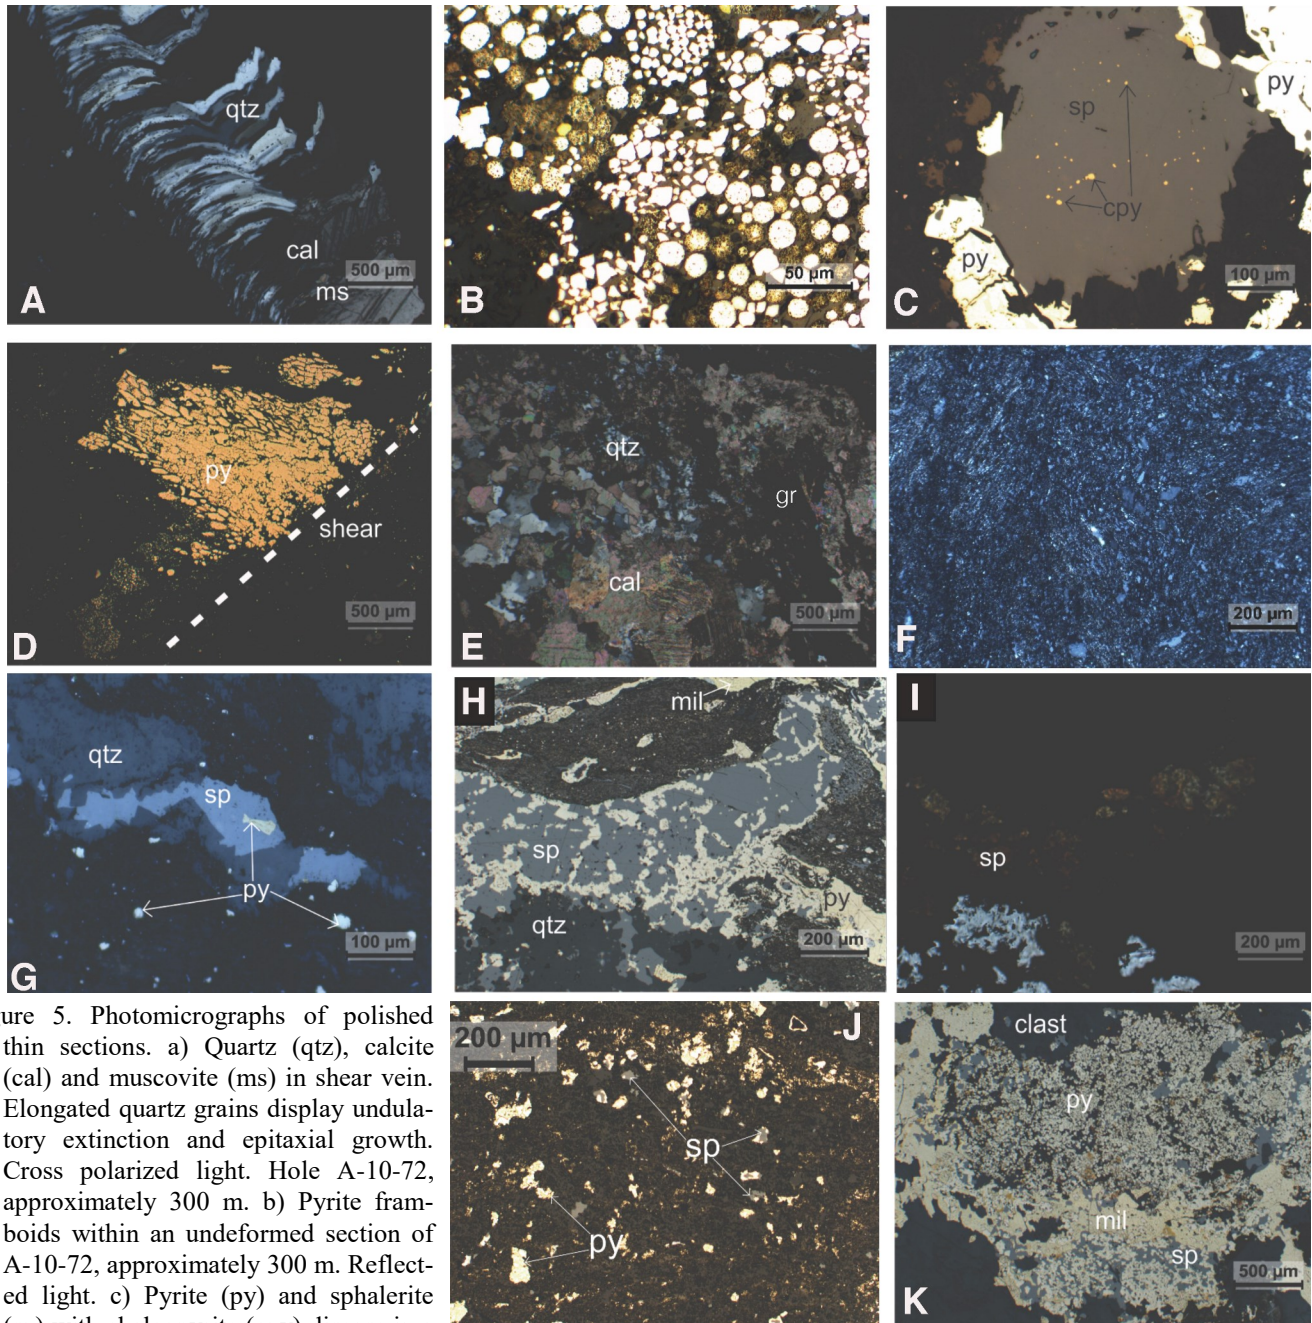 qtz
cal
500 µm
ms
A
50 µm
B
sp
py
cpy
py
100 µm
C
py
shear
500 µm
D
qtz
gr
cal
500 µm
E
200 µm
F
qtz
sp
py
100 µm
G
H
mil
sp
py
qtz
200 µm
I
sp
200 µm
ure 5. Photomicrographs of polished
thin sections. a) Quartz (qtz), calcite
(cal) and muscovite (ms) in shear vein.
Elongated quartz grains display undula-
tory extinction and epitaxial growth.
Cross polarized light. Hole A-10-72,
approximately 300 m. b) Pyrite fram-
boids within an undeformed section of
A-10-72, approximately 300 m. Reflect-
ed light. c) Pyrite (py) and sphalerite
200 µm
J
sp
py
clast
py
mil
sp
500 µm
K